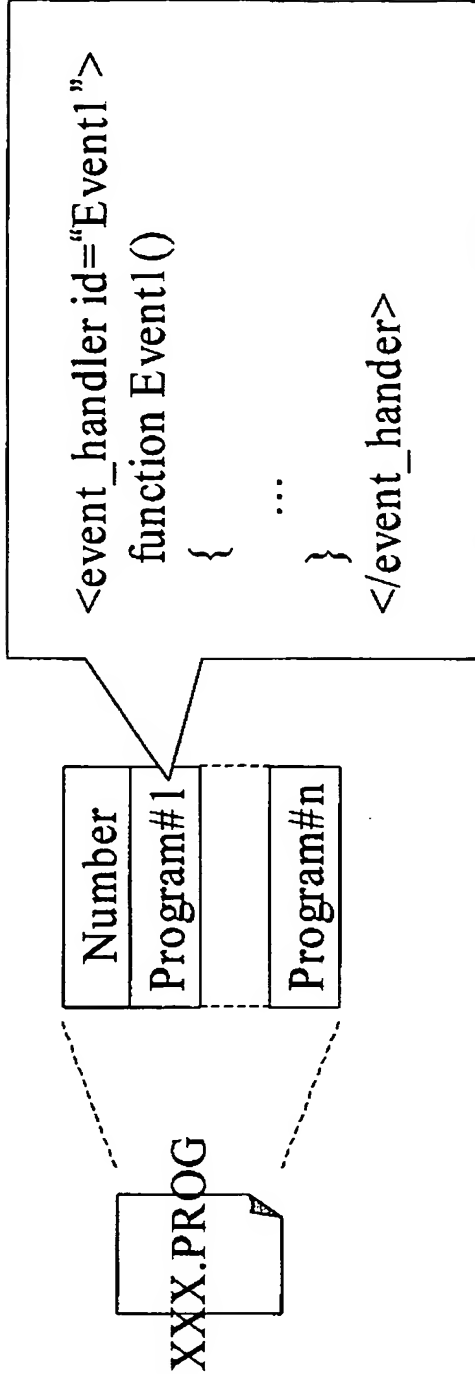 XXX.PROG
Number
Program#1
Program#n
<event_handler id=“Event1”>
function Event1()
{
...
}
</event_hander>